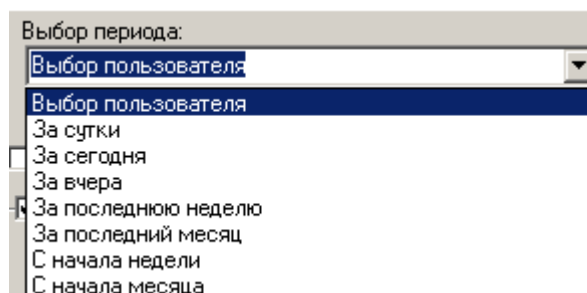 Выбор периода:
Выбор пользователя
Выбор пользователя
За сутки
За сегодня
За вчера
За последнюю неделю
За последний месяц
С начала недели
С начала месяца